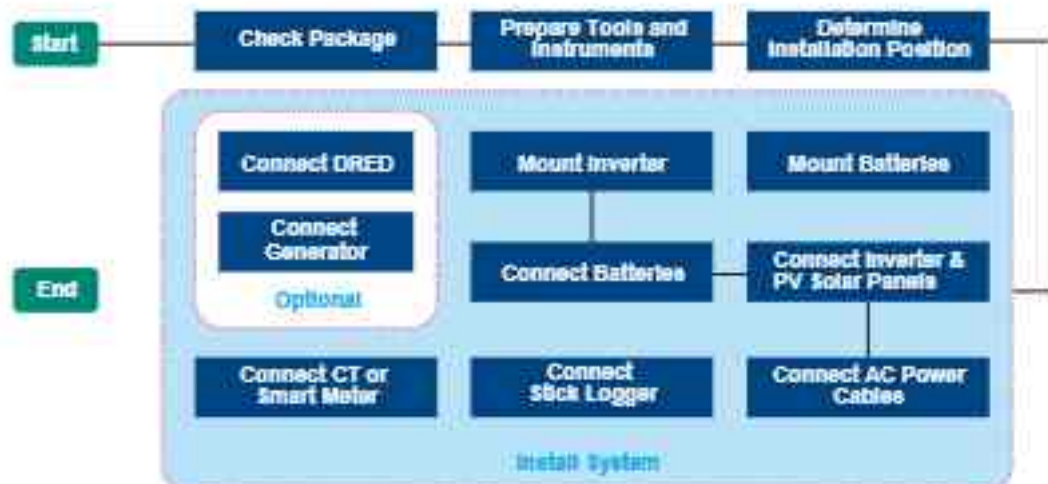 Start
Check Package
Prepare Tools and
Instruments
Determine
Installation Position
Connect DRED
Mount Inverter
Mount Batteries
Connect
Generator
Optional
End
Connect Batteries
Connect Inverter &
PV Solar Panels
Connect CT or
Smart Meter
Connect
Stick Logger
Connect AC Power
Cables
Install System